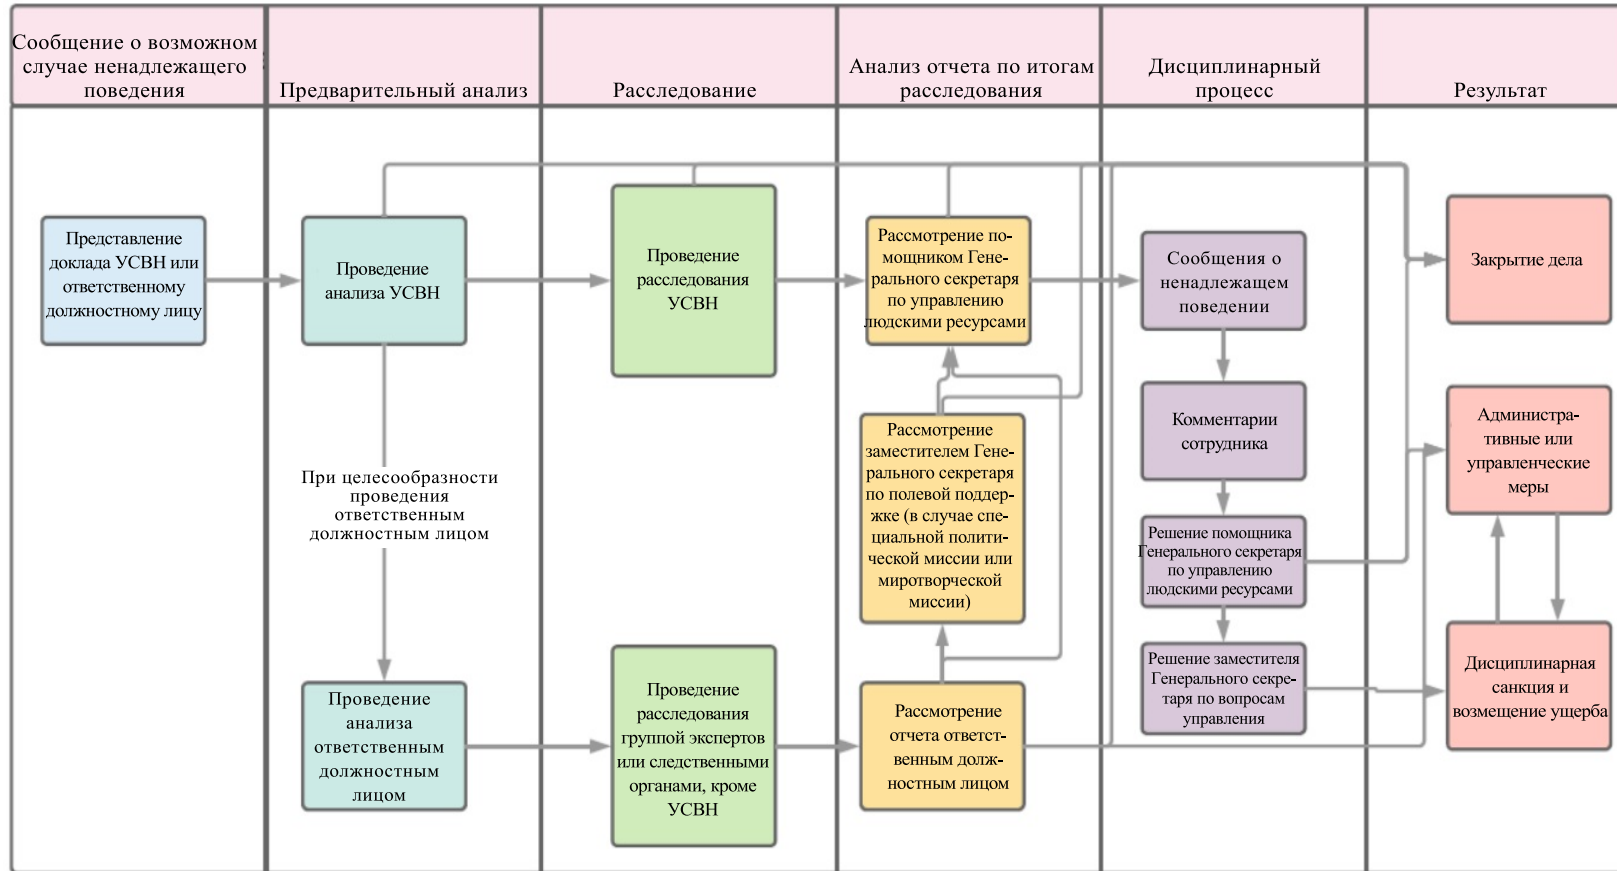 Сообщение о возможном
случае ненадлежащего
поведения
Предварительный анализ
Расследование
Анализ отчета по итогам
расследования
Дисциплинарный
процесс
Результат
Представление
доклада УСВН или
ответственному
должностному лицу
Проведение
анализа УСВН
Проведение
расследования
УСВН
Рассмотрение по-
мощником Гене-
рального секретаря
по управлению
людскими ресурсами
Сообщения о
ненадлежащем
поведении
Закрытие дела
При целесообразности
проведения
ответственным
должностным лицом
Рассмотрение
заместителем Гене-
рального секретаря
по полевой поддер-
жке (в случае спе-
циальной полити-
ческой миссии или
миротворческой
миссии)
Комментарии
сотрудника
Административ-
тивные или
управленческие
меры
Решение помощника
Генерального секретаря
по управлению
людскими ресурсами
Проведение
анализа
ответственным
должностным
лицом
Проведение
расследования
группой экспертов
или следственными
органами, кроме
УСВН
Рассмотрение
отчета ответст-
венным долж-
ностным лицом
Решение заместителя
Генерального секре-
таря по вопросам
управления
Дисциплинарная
санкция и
возмещение ущерба